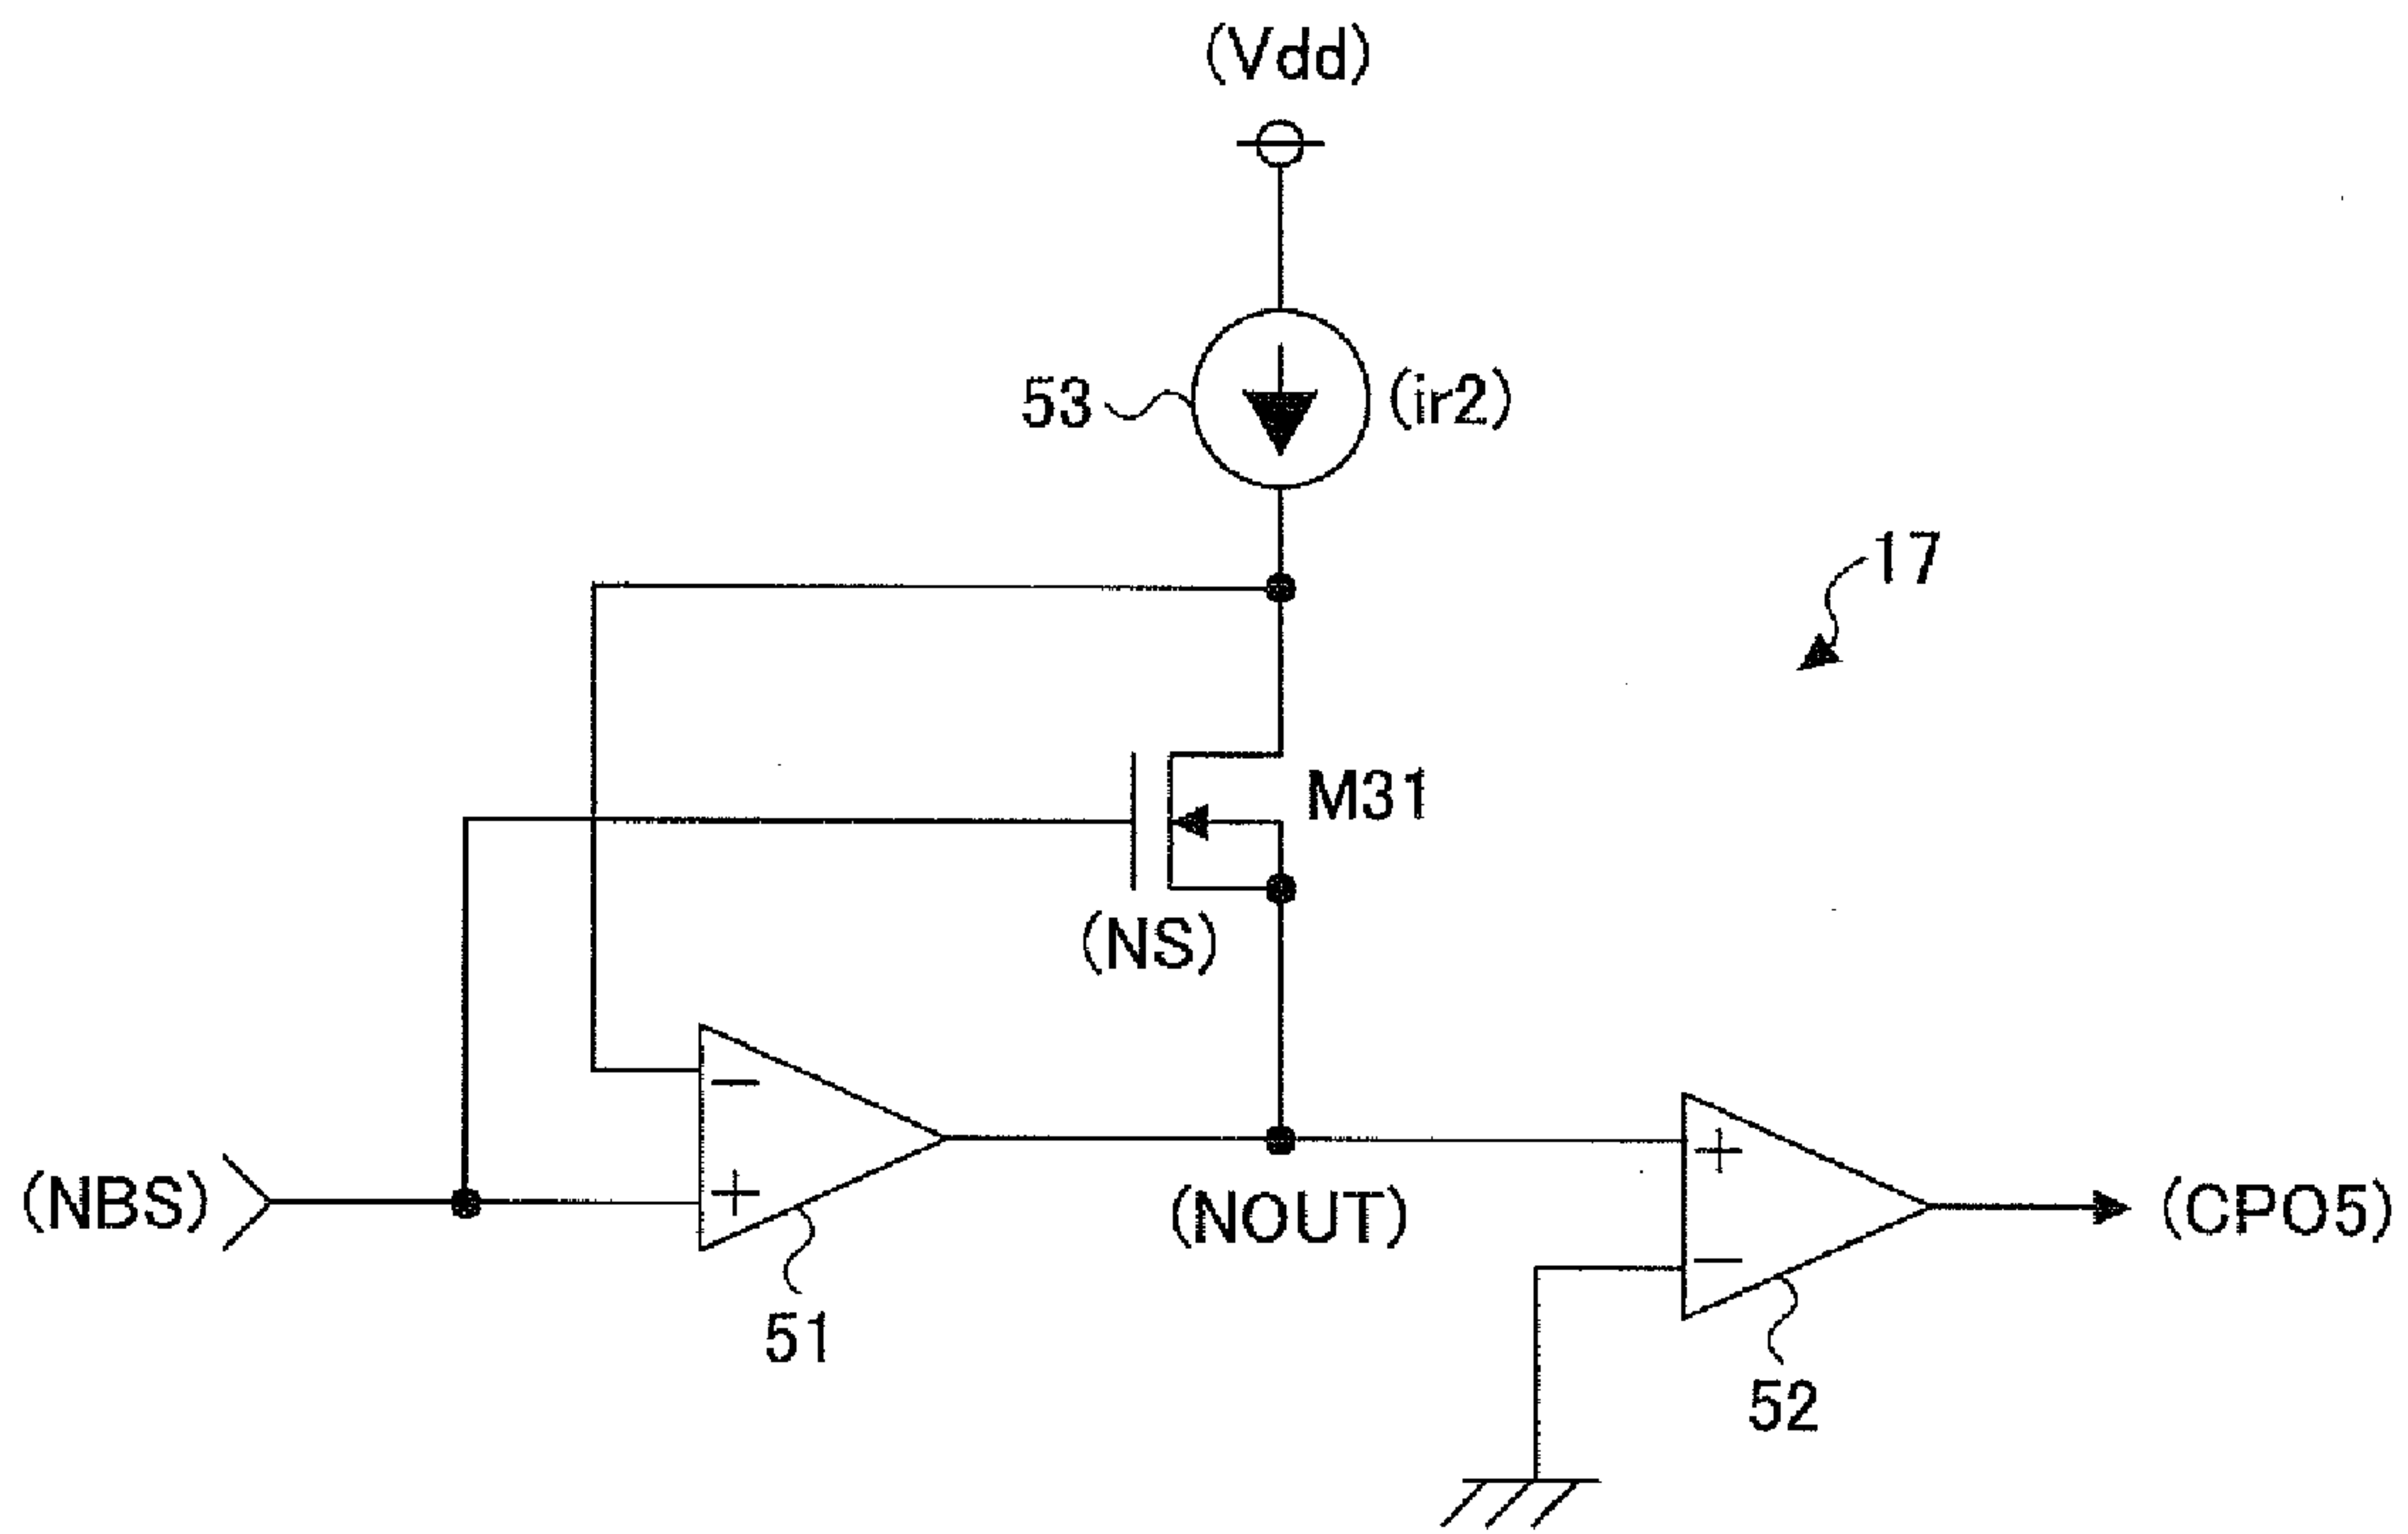 (Vdd)
53
(ir2)
17
M31
(NS)
−
+
(NBS)
51
(NOUT)
+
−
(CPO5)
52